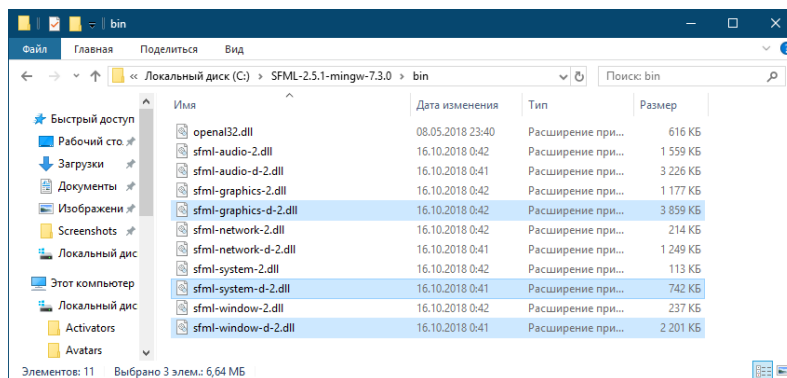 bin
Файл Главная Поделиться Вид
« Локальный диск (C:) › SFML-2.5.1-mingw-7.3.0 › bin
Поиск: bin
Имя Дата изменения Тип Размер
Быстрый доступ
Рабочий сто.
Загрузки
Документы
Изображени
Screenshots
Локальный дис
Этот компьютер
Локальный дис
Activators
Avatars
openal32.dll 08.05.2018 23:40 Расширение при... 616 КБ
sfml-audio-2.dll 16.10.2018 0:42 Расширение при... 1 559 КБ
sfml-audio-d-2.dll 16.10.2018 0:41 Расширение при... 3 226 КБ
sfml-graphics-2.dll 16.10.2018 0:42 Расширение при... 1 177 КБ
sfml-graphics-d-2.dll 16.10.2018 0:42 Расширение при... 3 859 КБ
sfml-network-2.dll 16.10.2018 0:42 Расширение при... 214 КБ
sfml-network-d-2.dll 16.10.2018 0:41 Расширение при... 1 249 КБ
sfml-system-2.dll 16.10.2018 0:42 Расширение при... 113 КБ
sfml-system-d-2.dll 16.10.2018 0:41 Расширение при... 742 КБ
sfml-window-2.dll 16.10.2018 0:42 Расширение при... 237 КБ
sfml-window-d-2.dll 16.10.2018 0:41 Расширение при... 2 201 КБ
Элементов: 11 Выбрано 3 элем.: 6,64 МБ